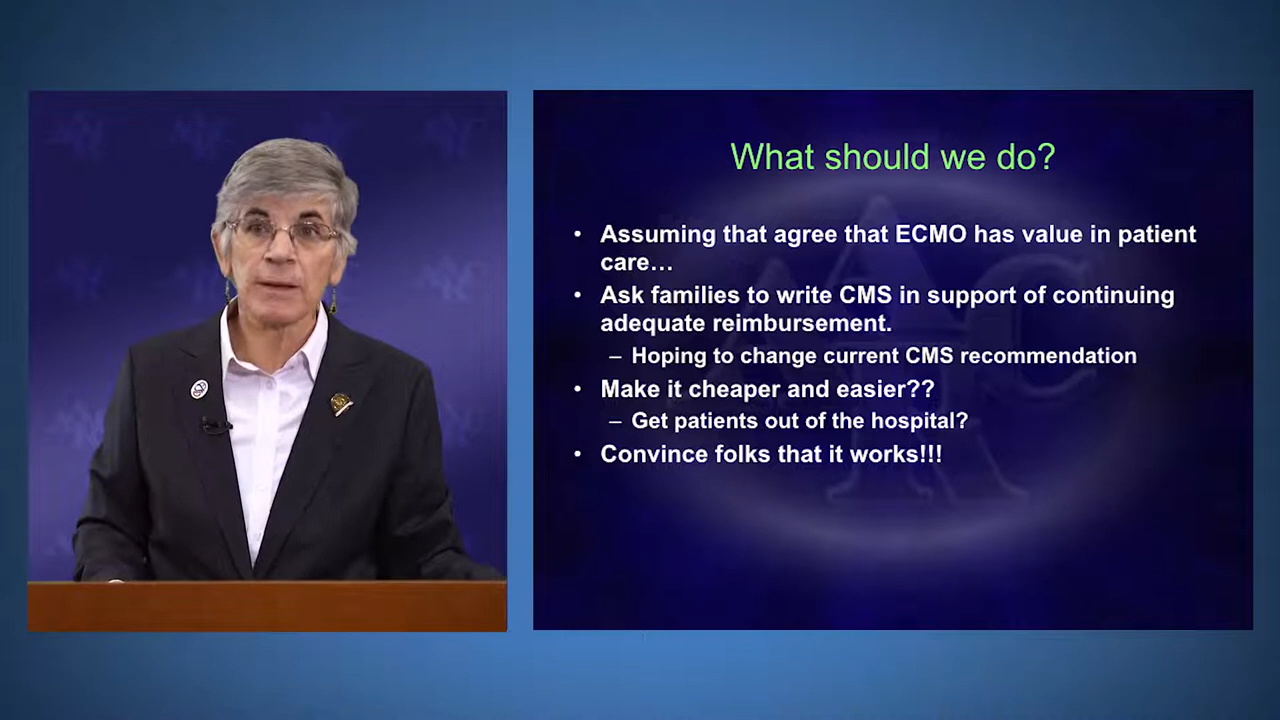 What should we do?
• Assuming that agree that ECMO has value in patient
care…
• Ask families to write CMS in support of continuing
adequate reimbursement.
– Hoping to change current CMS recommendation
• Make it cheaper and easier??
– Get patients out of the hospital?
• Convince folks that it works!!!